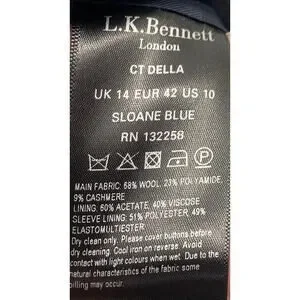 L.K.Bennett
London
CT DELLA
UK 14 EUR 42 US 10
SLOANE BLUE
RN 132258
MAIN FABRIC: 68% WOOL, 23% POLYAMIDE,
9% CASHMERE
LINING: 60% ACETATE, 40% VISCOSE
SLEEVE LINING: 51% POLYESTER, 49%
ELASTOMULTIESTER
Dry clean only. Please cover buttons before
dry cleaning. Cool iron on reverse. Avoid
contact with light colours when wet. Due to the
natural characteristics of the fabric some
billing may occur.